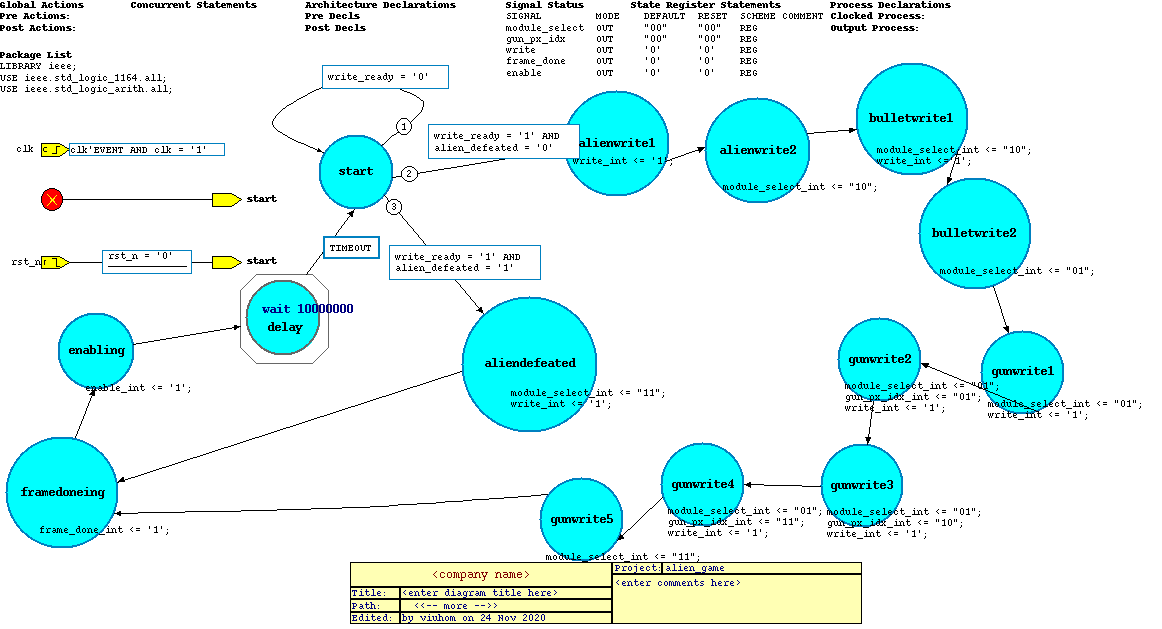 Global Actions
Pre Actions:
Post Actions:
Concurrent Statements
Architecture Declarations
Pre Decls
Post Decls
Signal Status
SIGNAL MODE DEFAULT RESET SCHEME COMMENT
module_select OUT "00" "00" REG
gun_px_idx OUT "00" "00" REG
write OUT '0' '0' REG
frame_done OUT '0' '0' REG
enable OUT '0' '0' REG
State Register Statements
Process Declarations
Clocked Process:
Output Process:
Package List
LIBRARY ieee;
USE ieee.std_logic_1164.all;
USE ieee.std_logic_arith.all;
clk
clk'EVENT AND clk = '1'
start
rst_n
rst_n = '0'
start
write_ready = '0'
1
start
2
3
write_ready = '1' AND
alien_defeated = '0'
alienwrite1
write_int <= '1';
alienwrite2
module_select_int <= "10";
bulletwrite1
module_select_int <= "10";
write_int <= '1';
bulletwrite2
module_select_int <= "01";
TIMEOUT
write_ready = '1' AND
alien_defeated = '1'
wait 10000000
delay
enabling
enable_int <= '1';
aliendefeated
module_select_int <= "11";
write_int <= '1';
gunwrite2
module_select_int <= "01";
gun_px_idx_int <= "01";
write_int <= '1';
gunwrite1
module_select_int <= "01";
write_int <= '1';
framedoneing
frame_done_int <= '1';
gunwrite5
module_select_int <= "11";
gunwrite4
module_select_int <= "01";
gun_px_idx_int <= "11";
write_int <= '1';
gunwrite3
module_select_int <= "01";
gun_px_idx_int <= "10";
write_int <= '1';
<company name>
Title: <enter diagram title here>
Path: <<-- more -->>
Edited: by viuhom on 24 Nov 2020
Project: alien_game
<enter comments here>